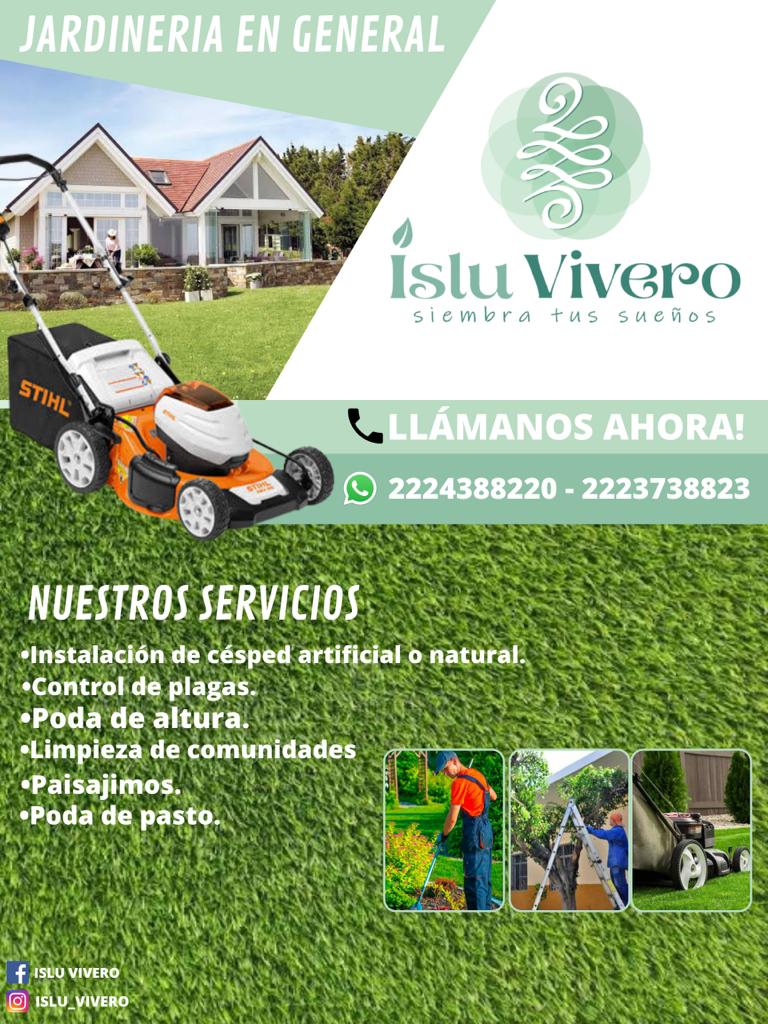 JARDINERIA EN GENERAL
islu Vivero
siembra tus sueños
STIHL
¡LLÁMANOS AHORA!
2224388220 - 2223738823
NUESTROS SERVICIOS
•Instalación de césped artificial o natural.
•Control de plagas.
•Poda de altura.
•Limpieza de comunidades
•Paisajimos.
•Poda de pasto.
ISLU VIVERO
ISLU_VIVERO